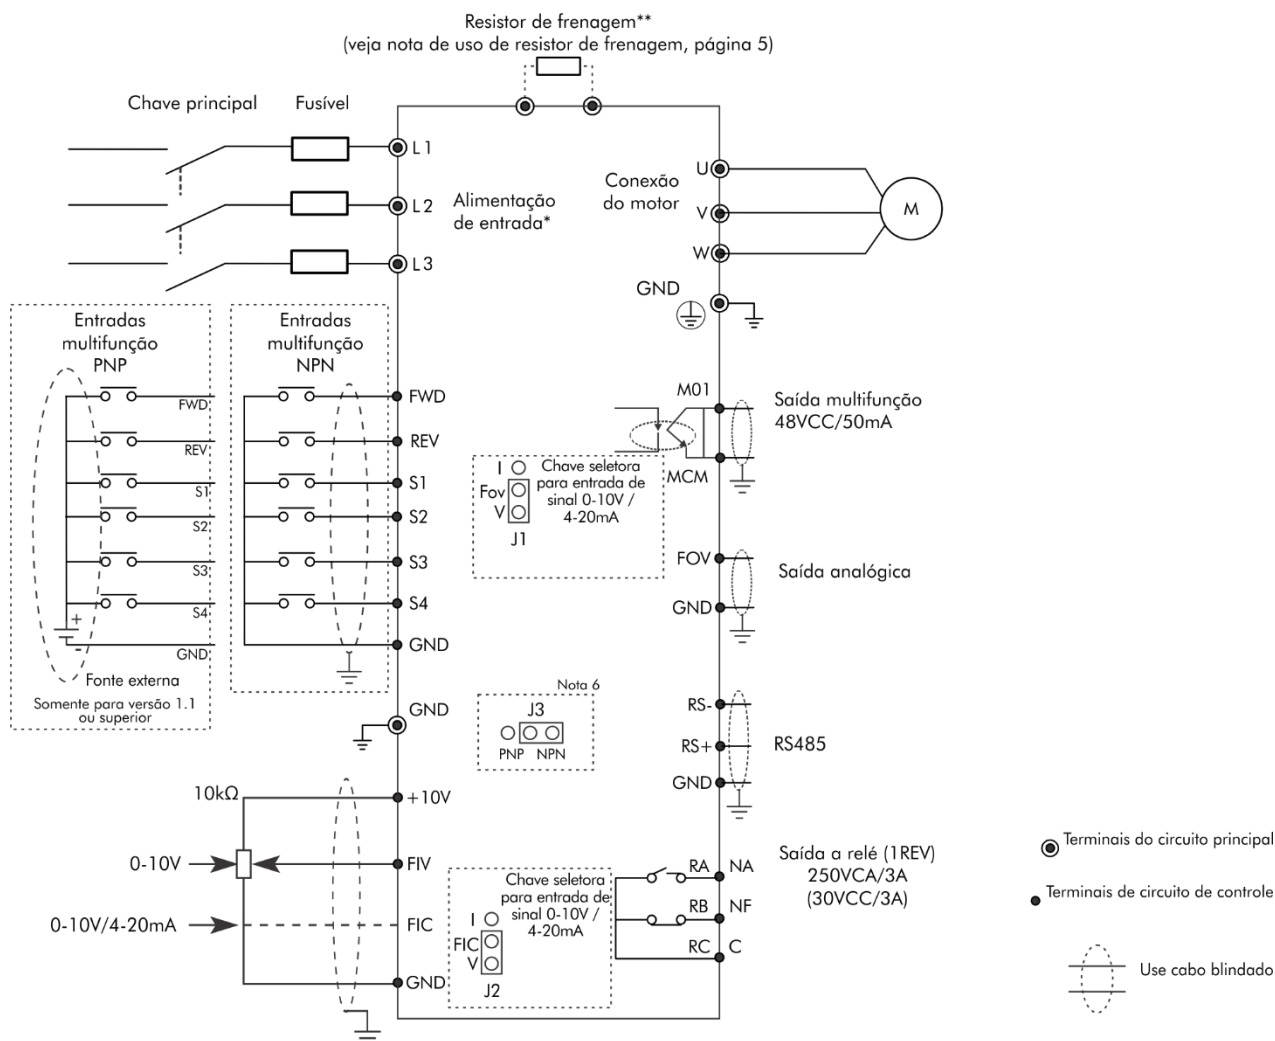 Resistor de frenagem**
(veja nota de uso de resistor de frenagem, página 5)
Chave principal
Fusível
L1
L2
L3
Alimentação
de entrada*
Conexão
do motor
U
V
W
M
GND
Entradas
multifunção
PNP
FWD
REV
S1
S2
S3
S4
+
-
GND
Fonte externa
Somente para versão 1.1
ou superior
Entradas
multifunção
NPN
FWD
REV
S1
S2
S3
S4
GND
GND
M01
MCM
Saída multifunção
48VCC/50mA
I
Fov
V
J1
Chave seletora
para entrada de
sinal 0-10V /
4-20mA
FOV
GND
Saída analógica
Nota 6
J3
PNP
NPN
RS-
RS+
GND
RS485
10kΩ
+10V
0-10V
FIV
0-10V/4-20mA
FIC
GND
Chave seletora
para entrada de
sinal 0-10V /
4-20mA
I
FIC
V
J2
RA
NA
RB
NF
RC
C
Saída a relé (1REV)
250VCA/3A
(30VCC/3A)
Terminais do circuito principal
Terminais de circuito de controle
Use cabo blindado